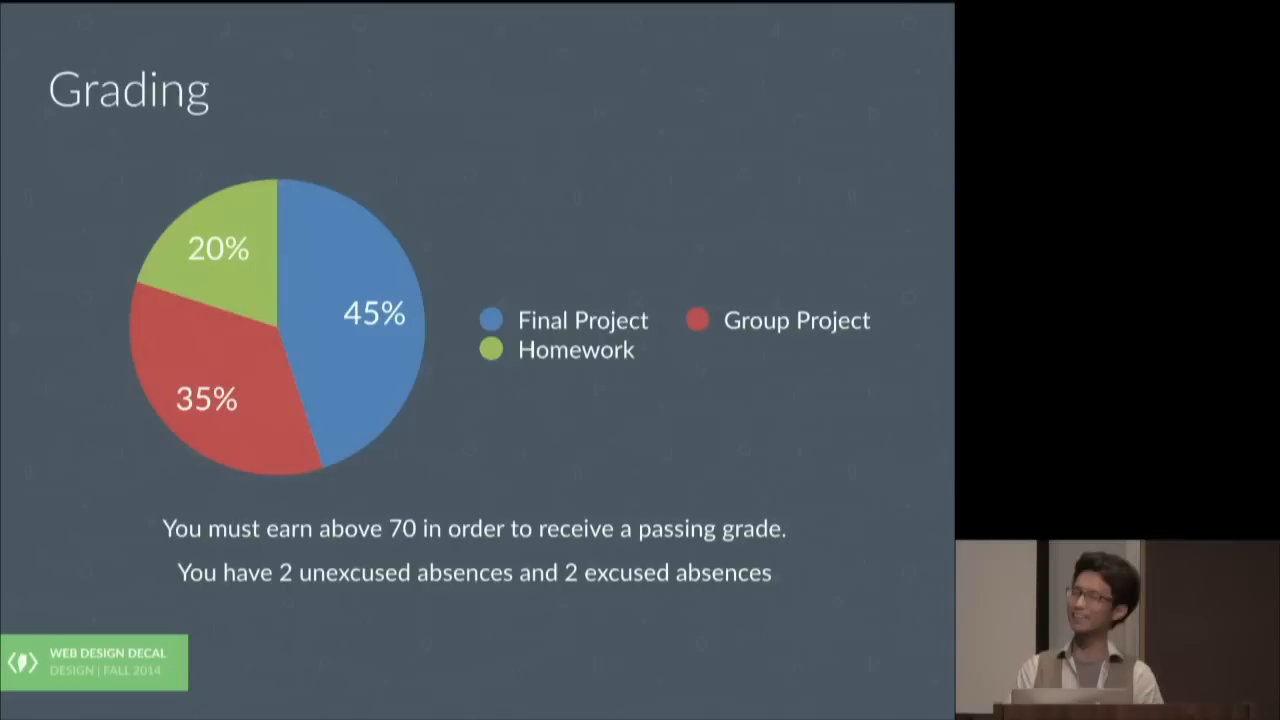 Grading
20%
45%
35%
Final Project
Group Project
Homework
You must earn above 70 in order to receive a passing grade.
You have 2 unexcused absences and 2 excused absences
WEB DESIGN DECAL
DESIGN | FALL 2014